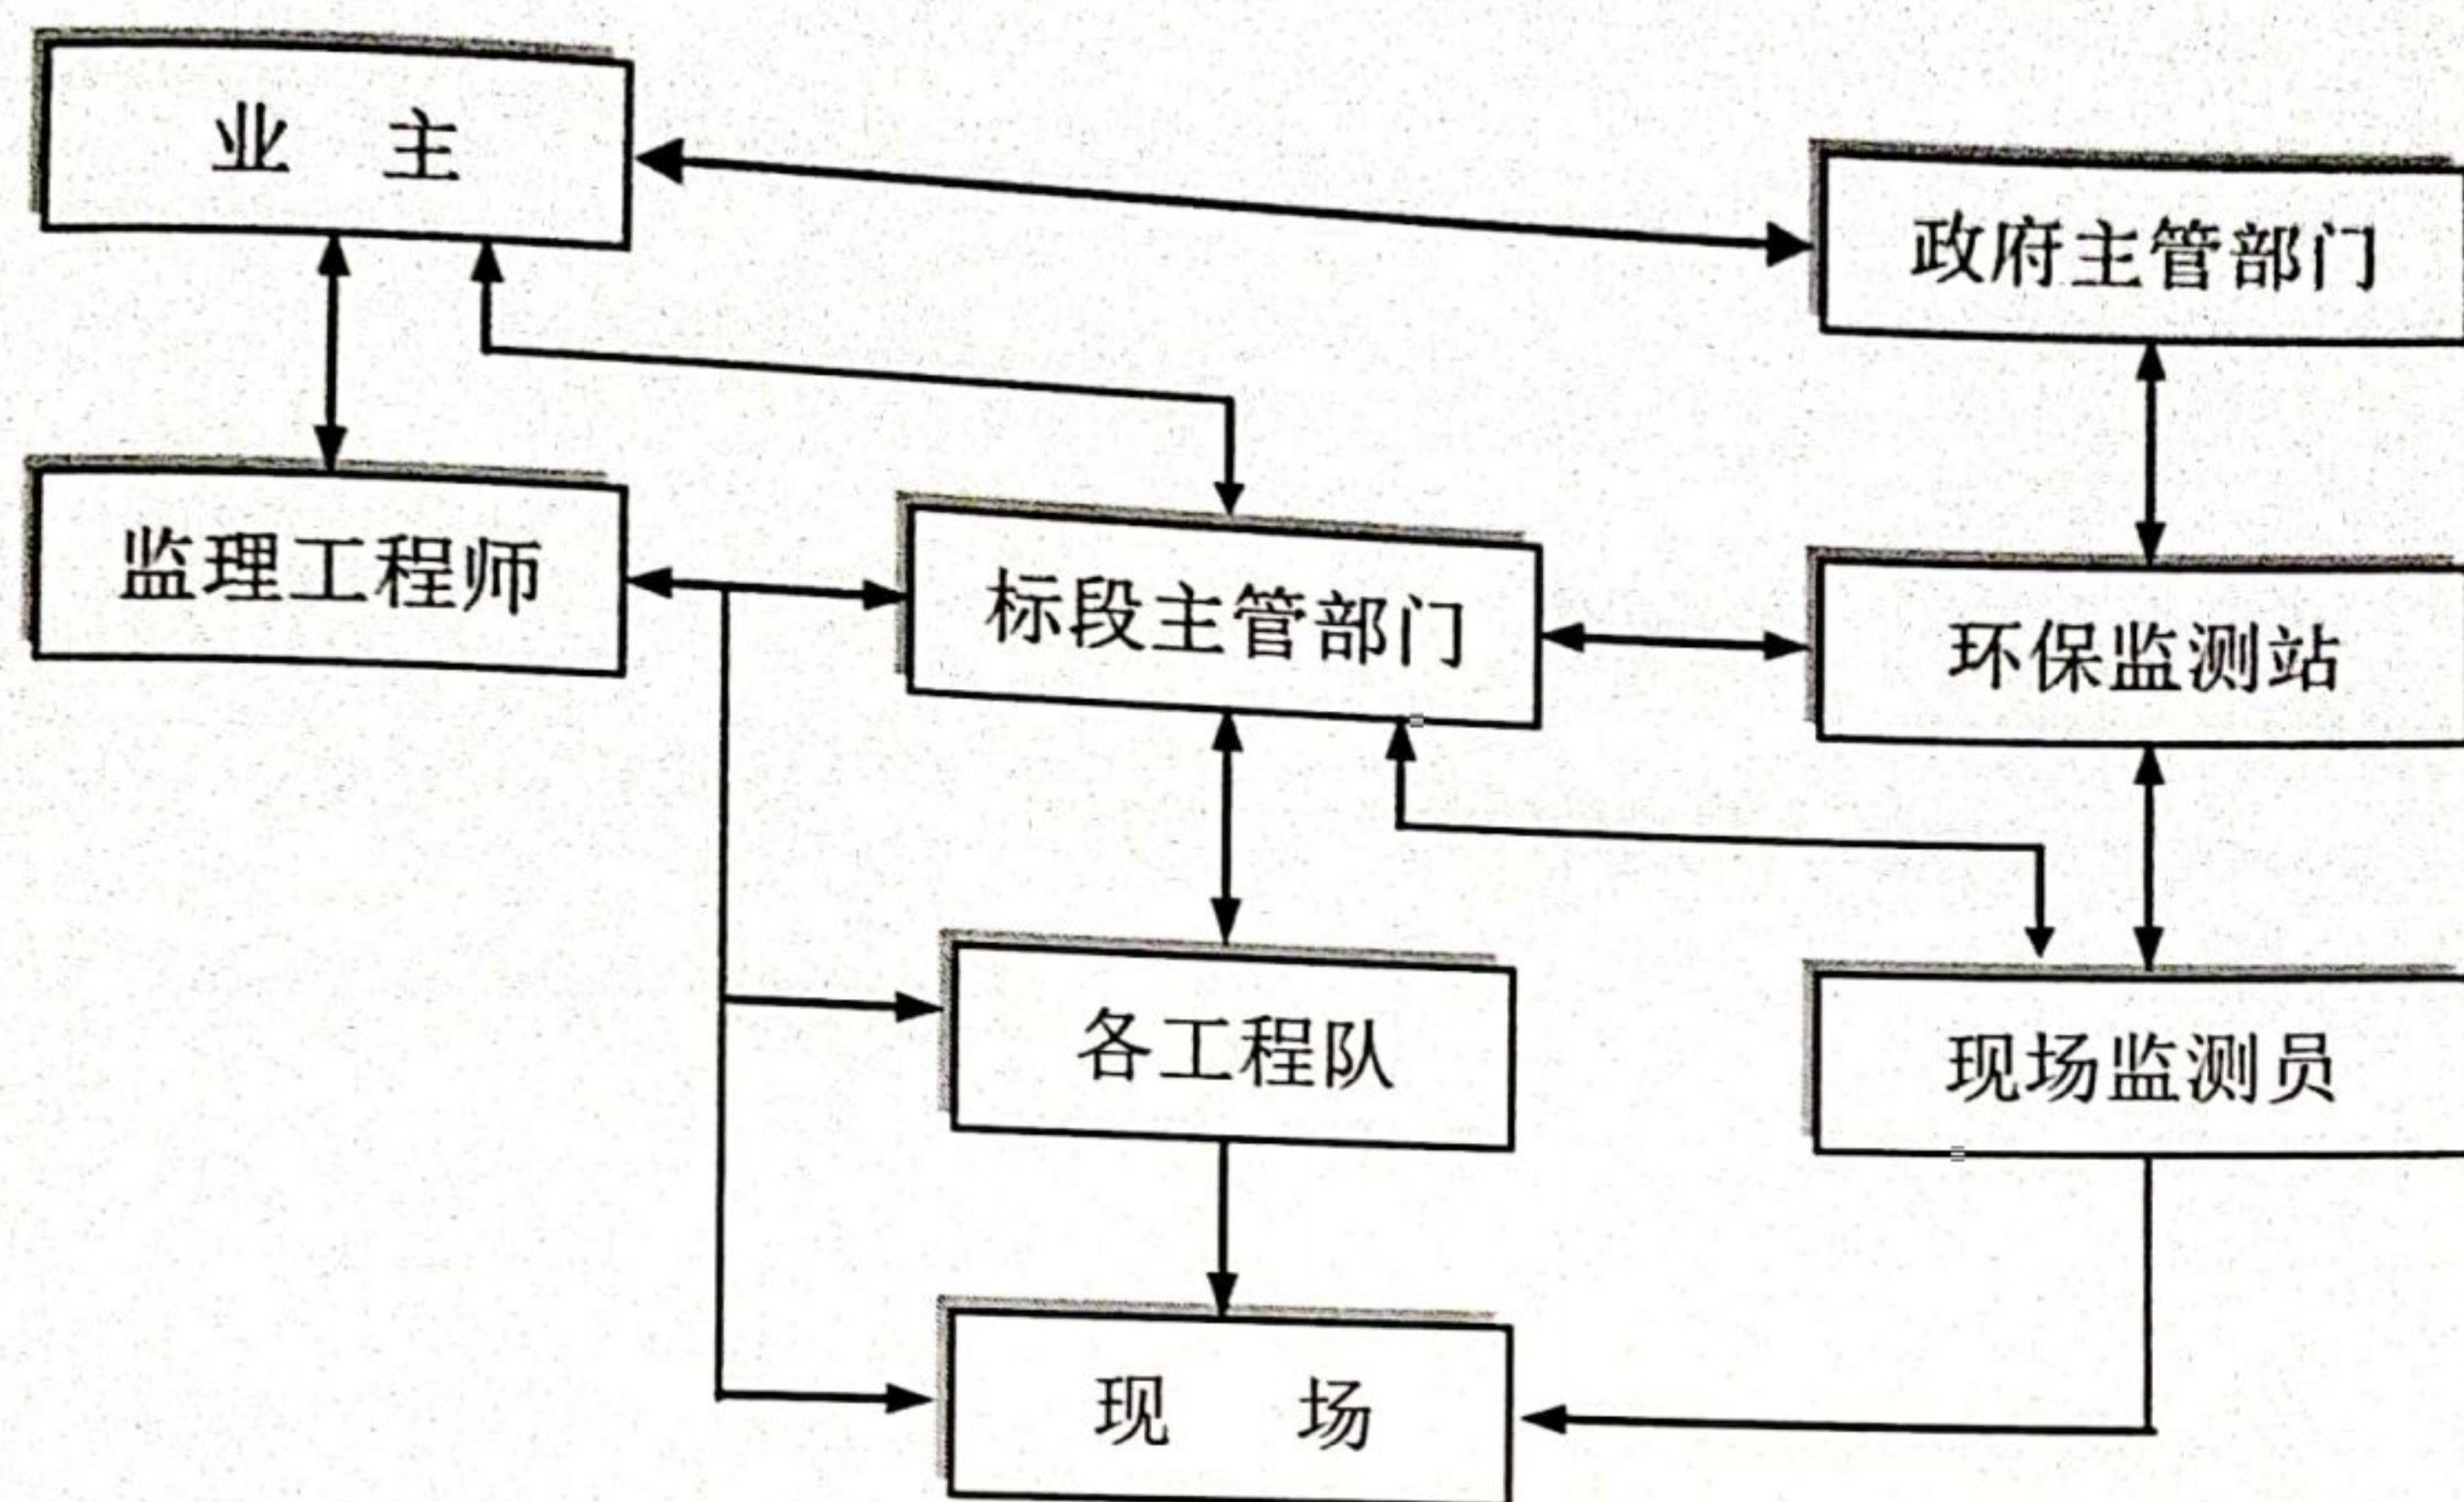 业 主
政府主管部门
监理工程师
标段主管部门
环保监测站
各工程队
现场监测员
现 场